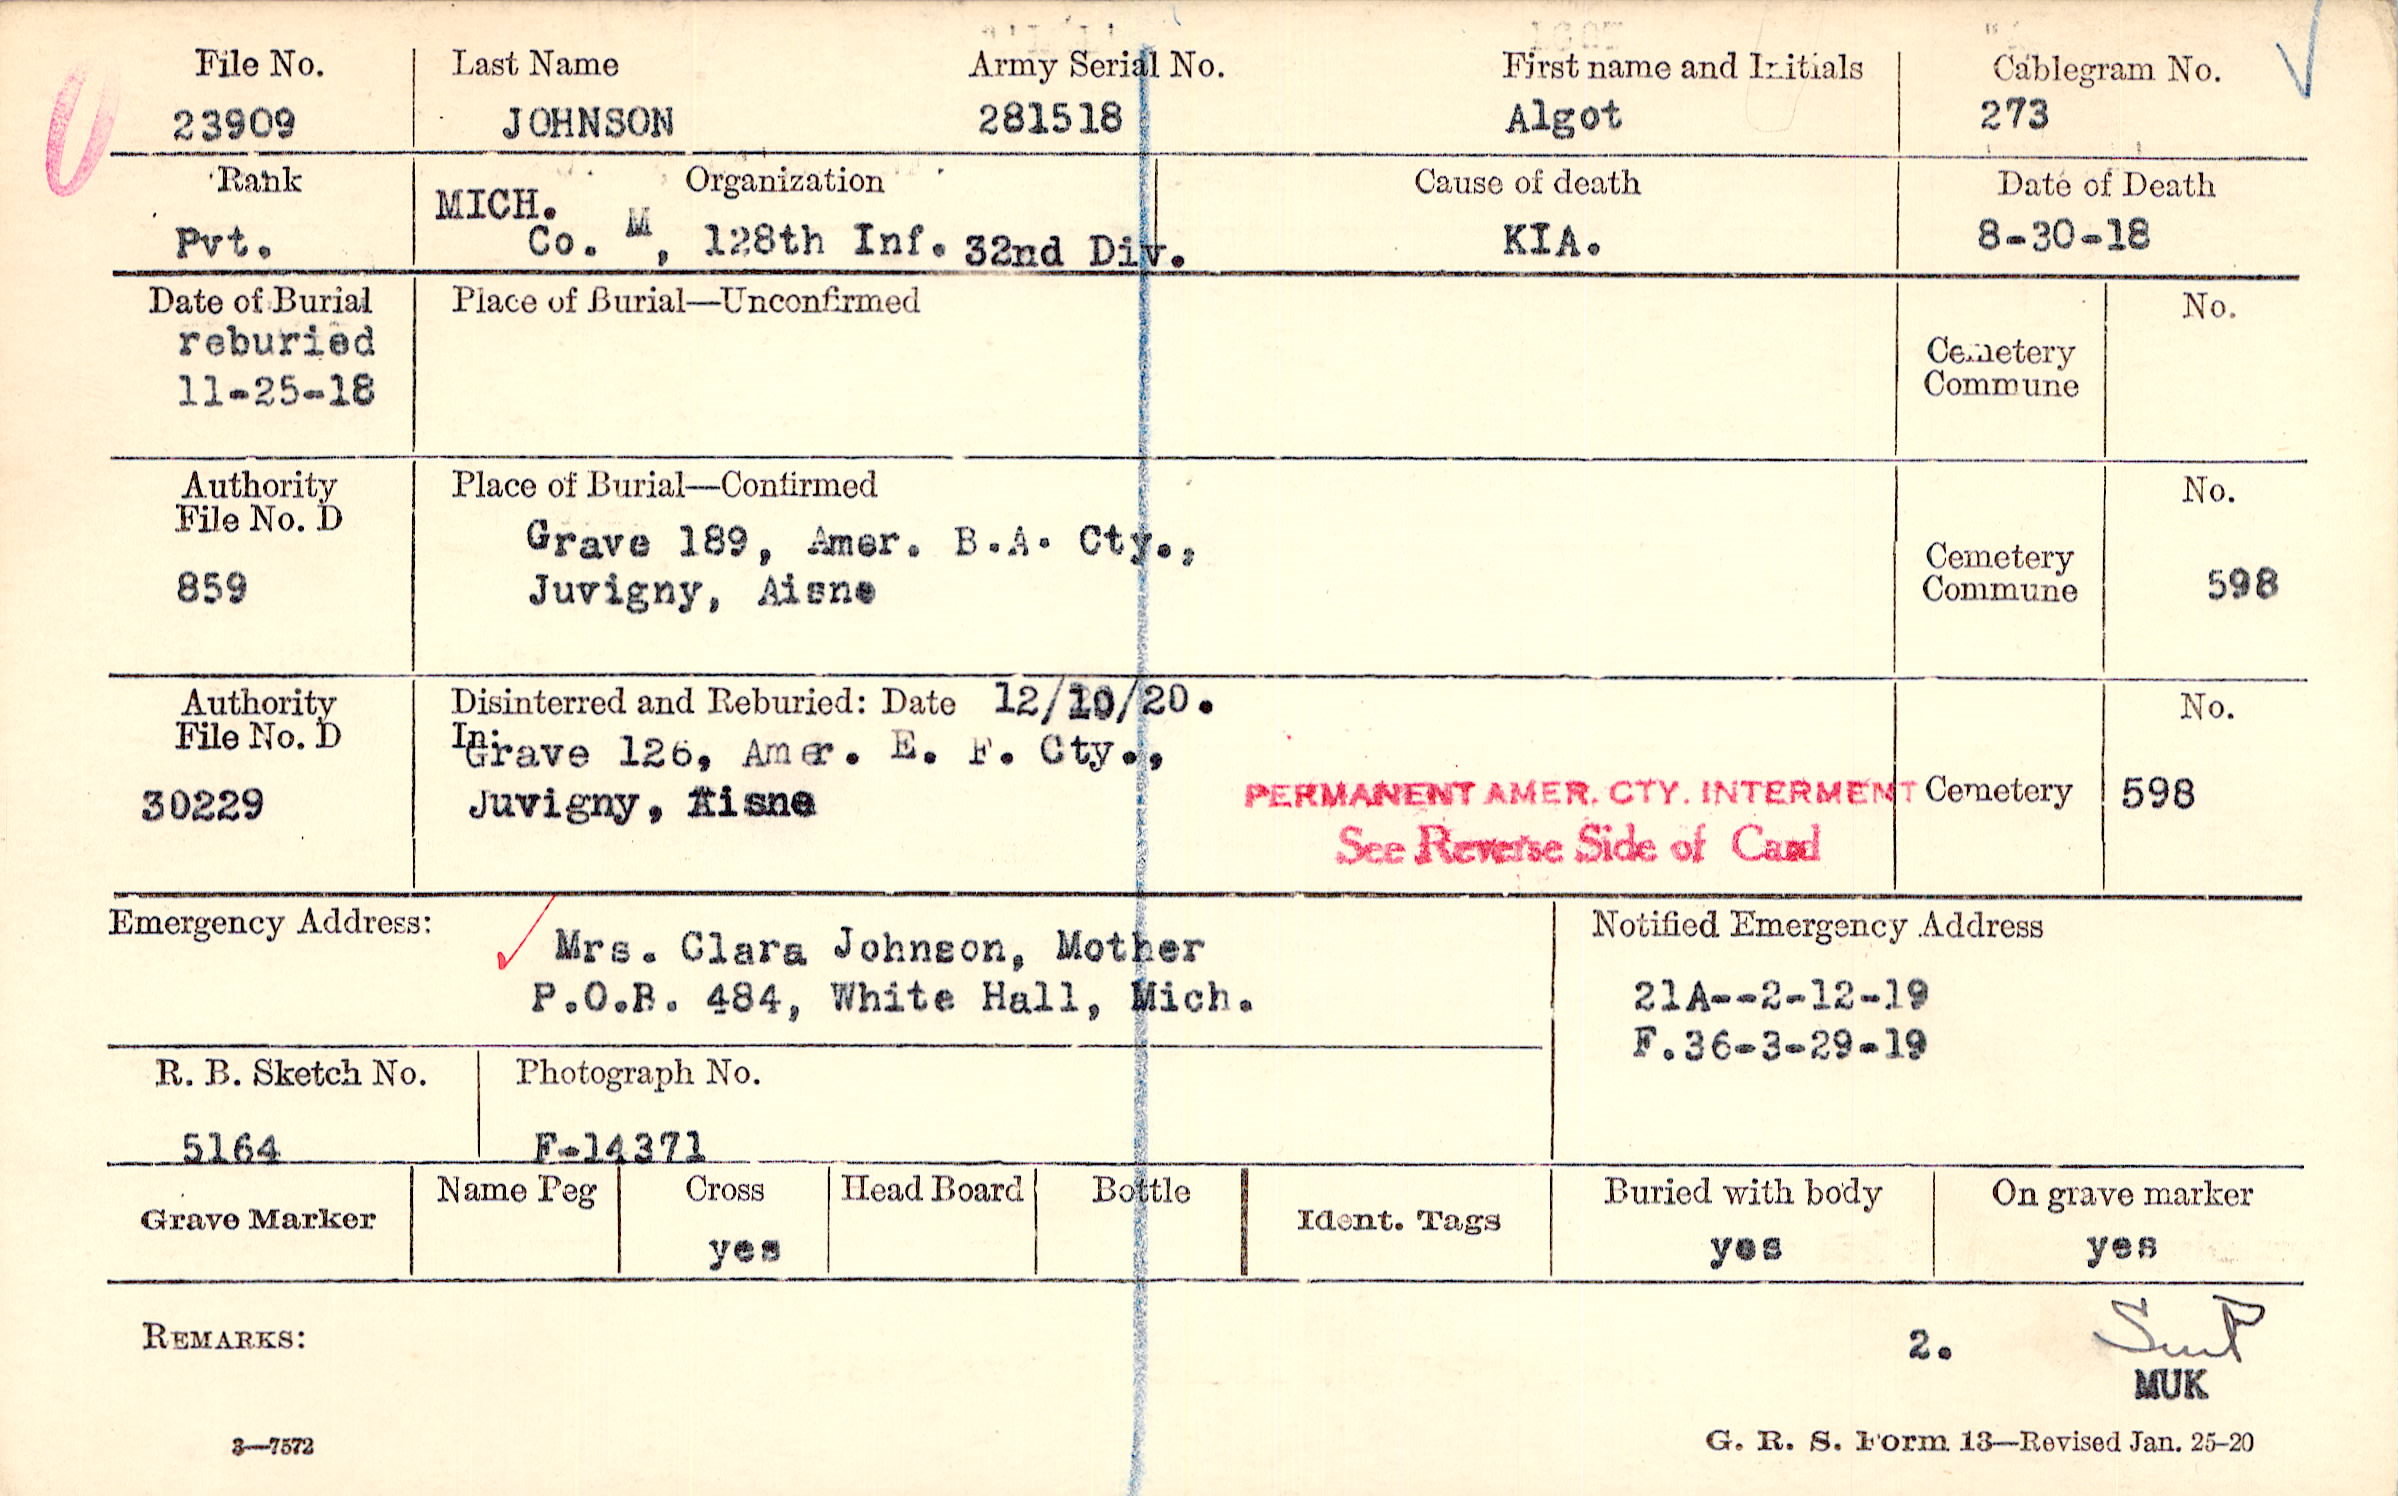 File No. Last Name Army Serial No. First name and Initials Cablegram No.
23909 JOHNSON 281518 Algot 273
Rank Organization Cause of death Date of Death
MICH.
Pvt. Co. M, 128th Inf. 32nd Div. KIA. 8-30-18
Date of Burial Place of Burial—Unconfirmed No.
reburied
11-25-18
Cemetery
Commune
Authority Place of Burial—Confirmed No.
File No. D
Grave 189, Amer. B.A. Cty.,
859 Juvigny, Aisne
Cemetery
Commune 598
Authority Disinterred and Reburied: Date 12/10/20. No.
File No. D In:
Grave 126, Amer. E. F. Cty.,
30229 Juvigny, Aisne
PERMANENT AMER. CTY. INTERMENT Cemetery 598
See Reverse Side of Card
Emergency Address: Notified Emergency Address
Mrs. Clara Johnson, Mother
P.O.B. 484, White Hall, Mich.
21A--2-12-19
F.36-3-29-19
R. B. Sketch No. Photograph No.
5164 F-14371
Grave Marker Name Peg Cross Head Board Bottle Ident. Tags Buried with body On grave marker
yes yes yes
REMARKS: 2.
MUK
3—7572 G. R. S. Form 13—Revised Jan. 25-20